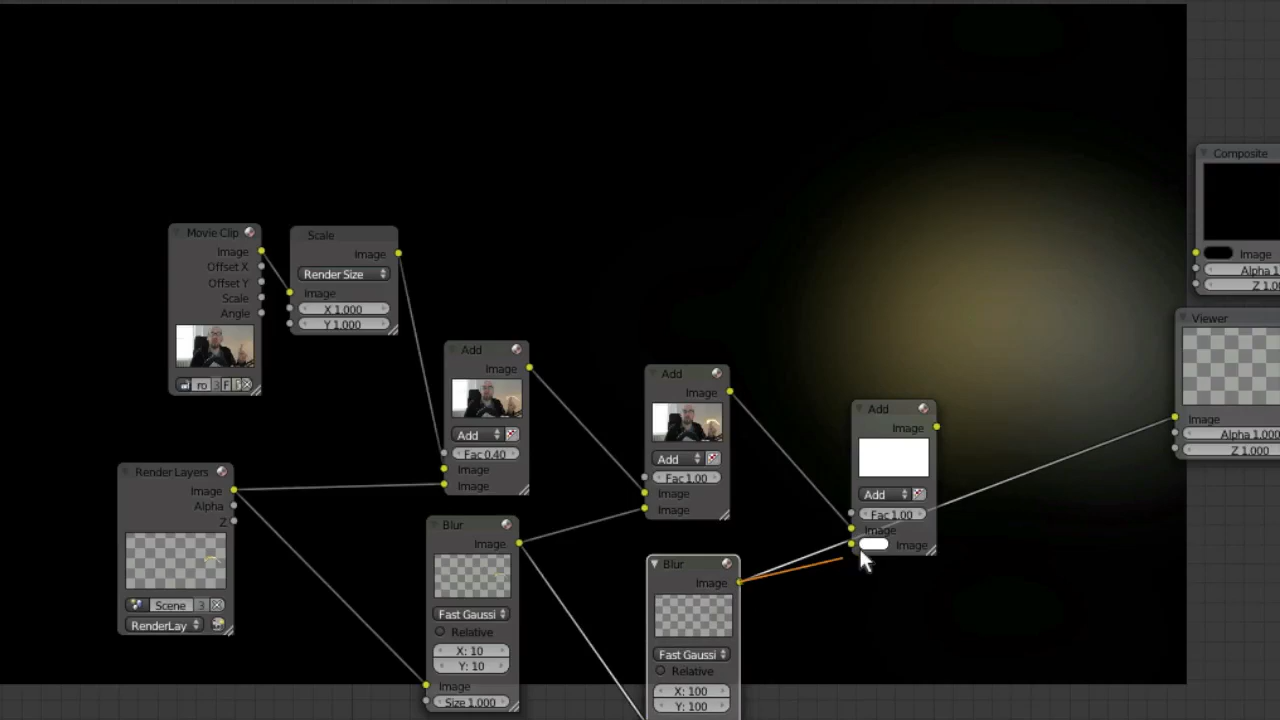 Movie Clip
Image
Offset X
Offset Y
Scale
Angle
ro 3 F
Scale
Image
Render Size
Image
X 1.000
Y 1.000
Add
Image
Add
Fac 0.40
Image
Image
Render Layers
Image
Alpha
Z
Scene 3
RenderLay
Blur
Image
Fast Gaussi
Relative
X: 10
Y: 10
Image
Size 1.000
Add
Image
Add
Fac 1.00
Image
Image
Blur
Image
Fast Gaussi
Relative
X: 100
Y: 100
Add
Image
Add
Fac 1.00
Image
Image
Composite
Image
Alpha 1
Z 1.00
Viewer
Image
Alpha 1.000
Z 1.000